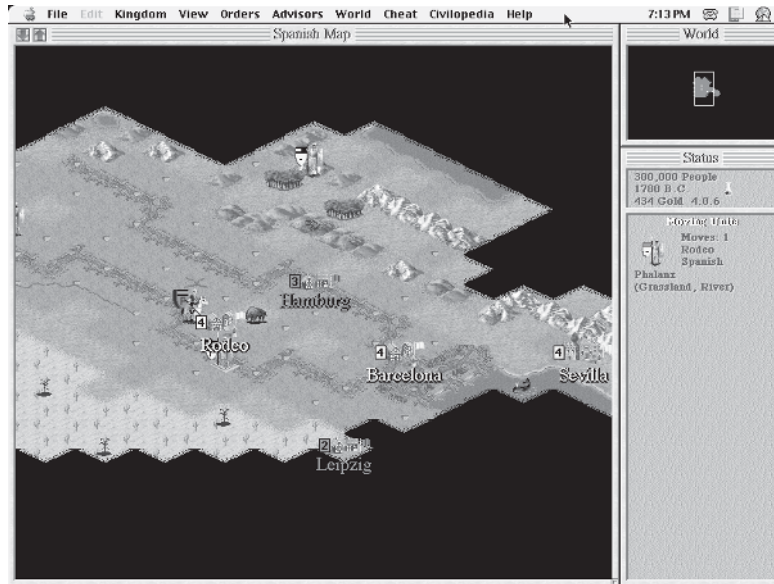 File Edit Kingdom View Orders Advisors World Cheat Civilopedia Help 7:13 PM
Spanish Map
World
Status
300,000 People
1700 B.C.
434 Gold 4.0.6
Moving Units
Moves: 1
Rodeo
Spanish
Phalanx
(Grassland, River)
3
Hamburg
4
Rodeo
4
Barcelona
4
Sevilla
2
Leipzig